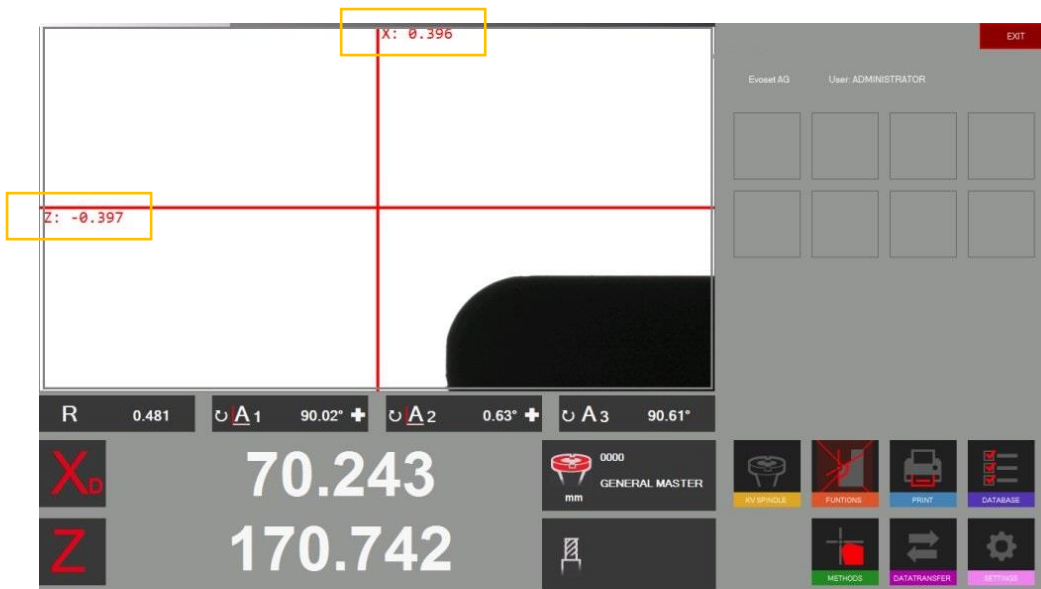 X: 0.396
EXIT
Evoset AG User: ADMINISTRATOR
Z: -0.397
R 0.481 A1 90.02° A2 0.63° A3 90.61°
XD 70.243
0000
GENERAL MASTER
mm
Z 170.742
KV SPINDLE FUNTIONS PRINT DATABASE
METHODS DATATRANSFER SETTINGS